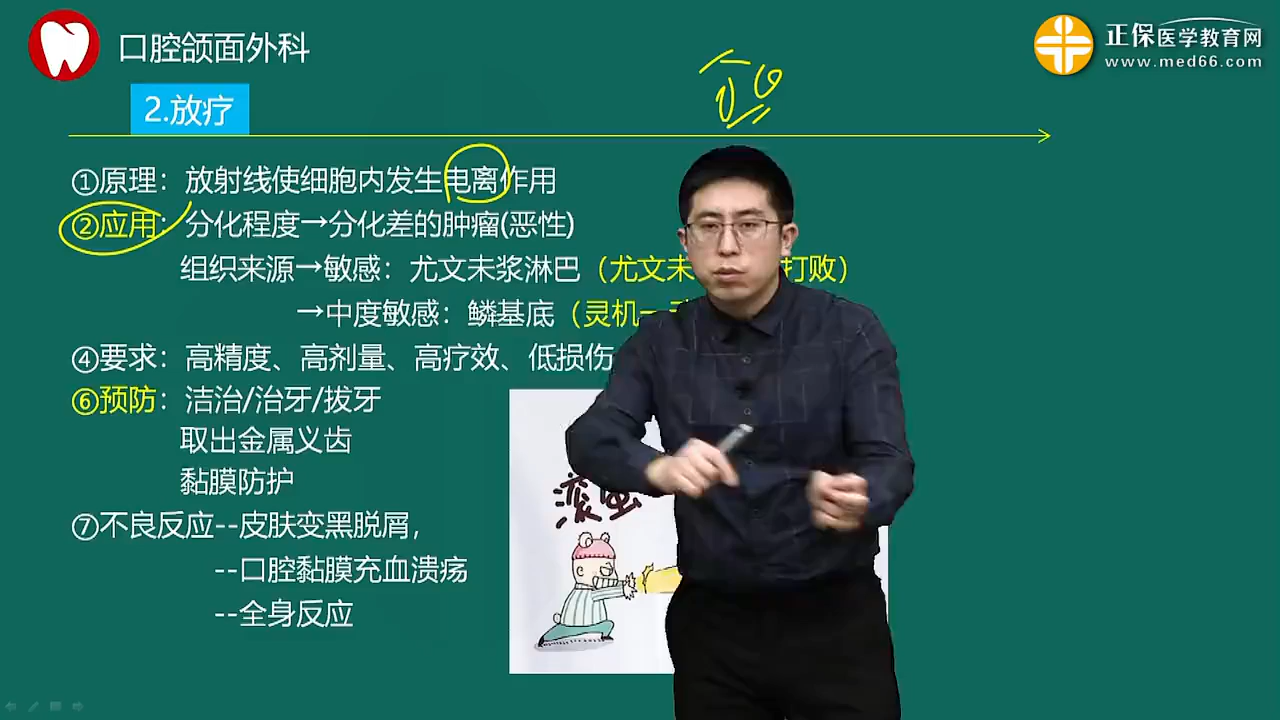 口腔颌面外科
正保医学教育网
www.med66.com
2.放疗
①原理：放射线使细胞内发生电离作用
②应用：分化程度→分化差的肿瘤(恶性)
组织来源→敏感：尤文未浆淋巴（尤文未 打败）
→中度敏感：鳞基底（灵机一
④要求：高精度、高剂量、高疗效、低损伤
⑥预防：洁治/治牙/拔牙
取出金属义齿
黏膜防护
⑦不良反应--皮肤变黑脱屑，
--口腔黏膜充血溃疡
--全身反应
滚